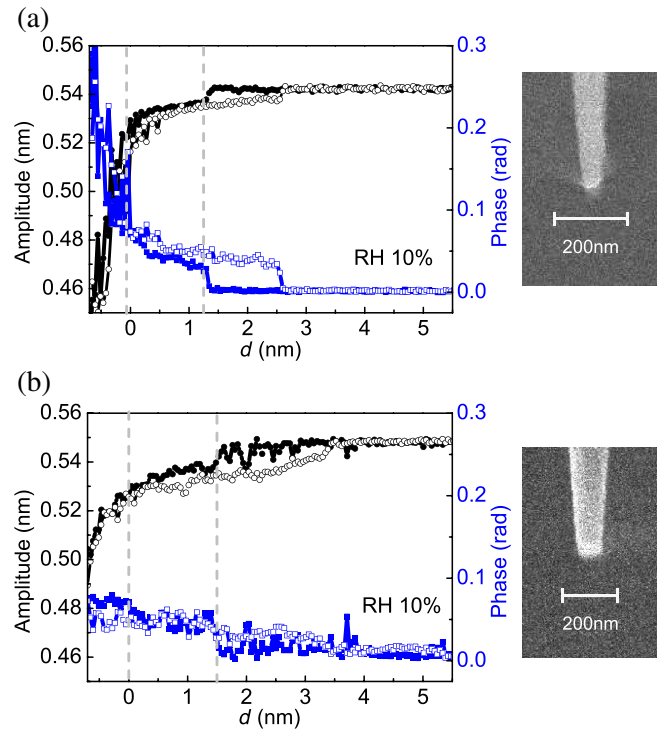 (a)
0.56
0.54
0.52
0.50
0.48
0.46
Amplitude (nm)
0.3
0.2
0.1
0.0
Phase (rad)
RH 10%
0 1 2 3 4 5
d (nm)
200nm
(b)
0.56
0.54
0.52
0.50
0.48
0.46
Amplitude (nm)
0.3
0.2
0.1
0.0
Phase (rad)
RH 10%
0 1 2 3 4 5
d (nm)
200nm